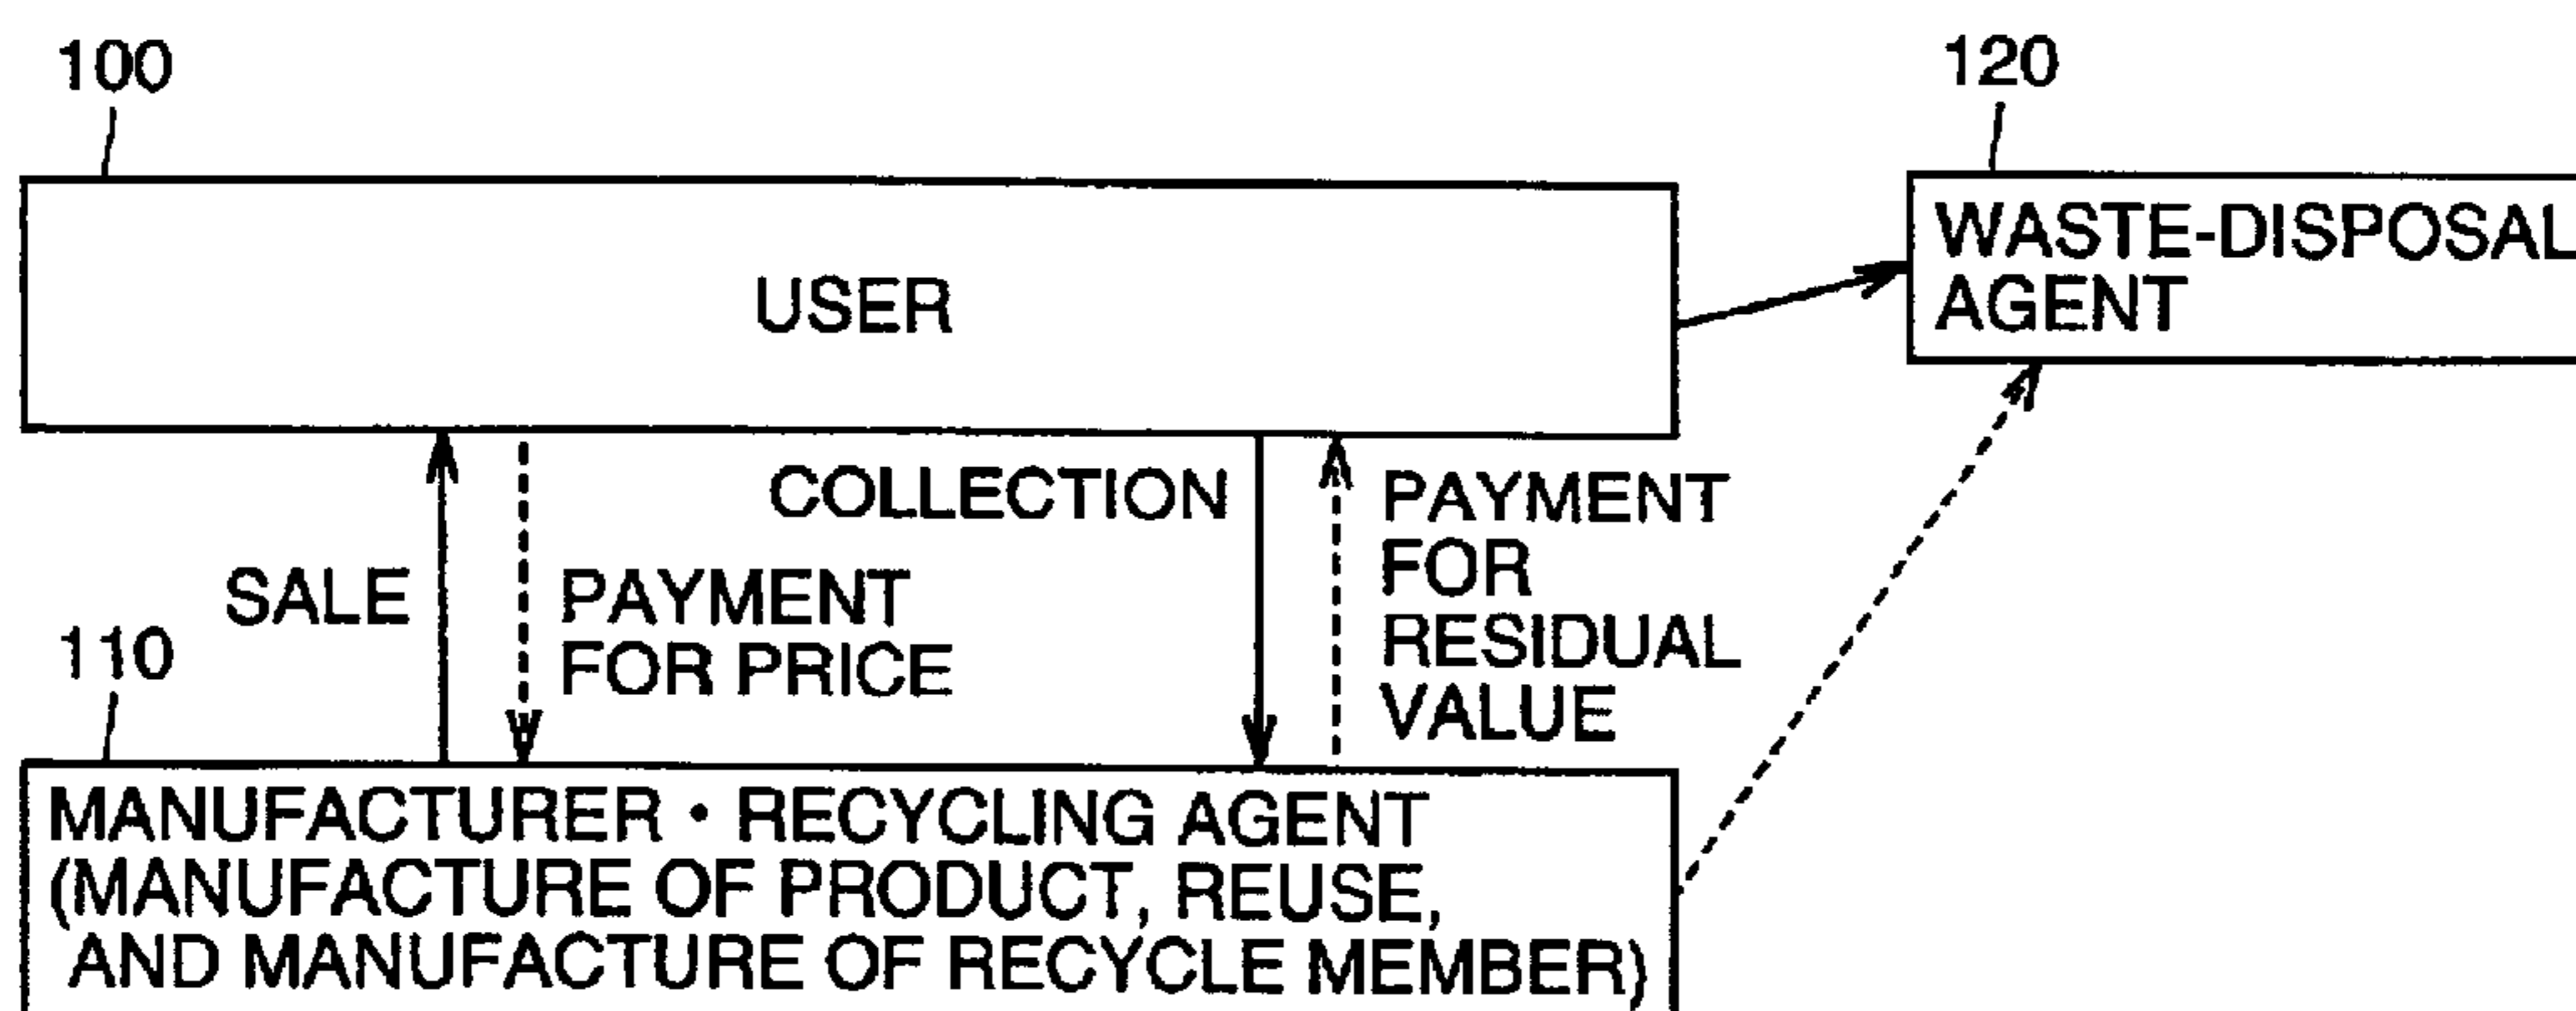 100
120
USER
WASTE-DISPOSAL
AGENT
COLLECTION
SALE
PAYMENT
FOR PRICE
PAYMENT
FOR
RESIDUAL
VALUE
110
MANUFACTURER・RECYCLING AGENT
(MANUFACTURE OF PRODUCT, REUSE,
AND MANUFACTURE OF RECYCLE MEMBER)